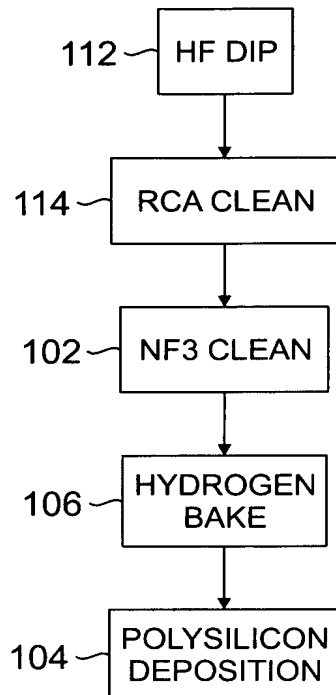 112 HF DIP
114 RCA CLEAN
102 NF3 CLEAN
106 HYDROGEN
BAKE
104 POLYSILICON
DEPOSITION